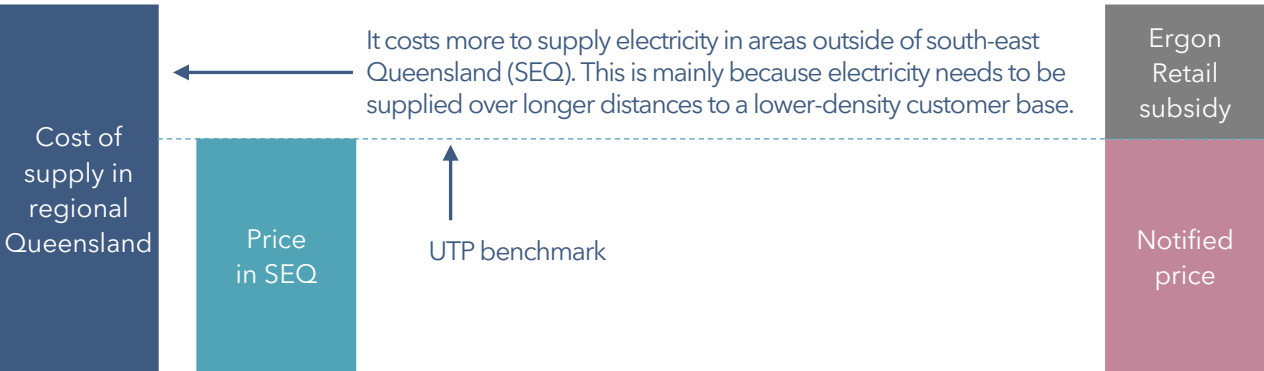 It costs more to supply electricity in areas outside of south-east
Queensland (SEQ). This is mainly because electricity needs to be
supplied over longer distances to a lower-density customer base.
Ergon
Retail
subsidy
Cost of
supply in
regional
Queensland
Price
in SEQ
UTP benchmark
Notified
price